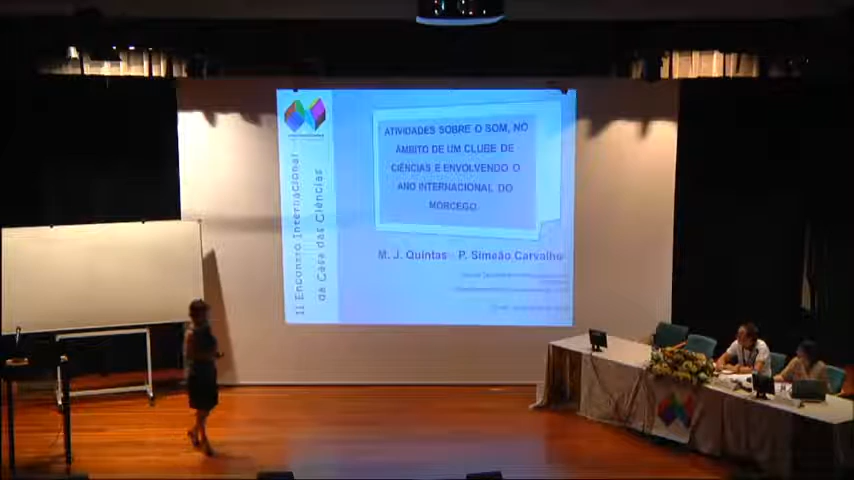 II Encontro Internacional
da Casa das Ciências
ATIVIDADES SOBRE O SOM, NO
ÂMBITO DE UM CLUBE DE
CIÊNCIAS E ENVOLVENDO O
ANO INTERNACIONAL DO
MORCEGO.
M. J. Quintas P. Simeão Carvalho